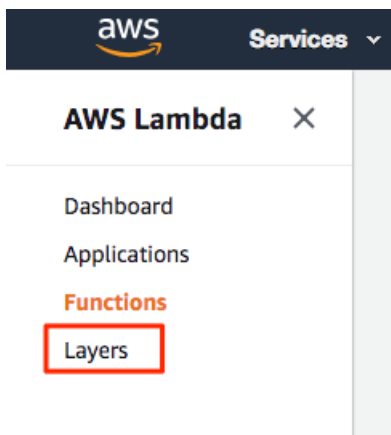 aws Services
AWS Lambda
Dashboard
Applications
Functions
Layers